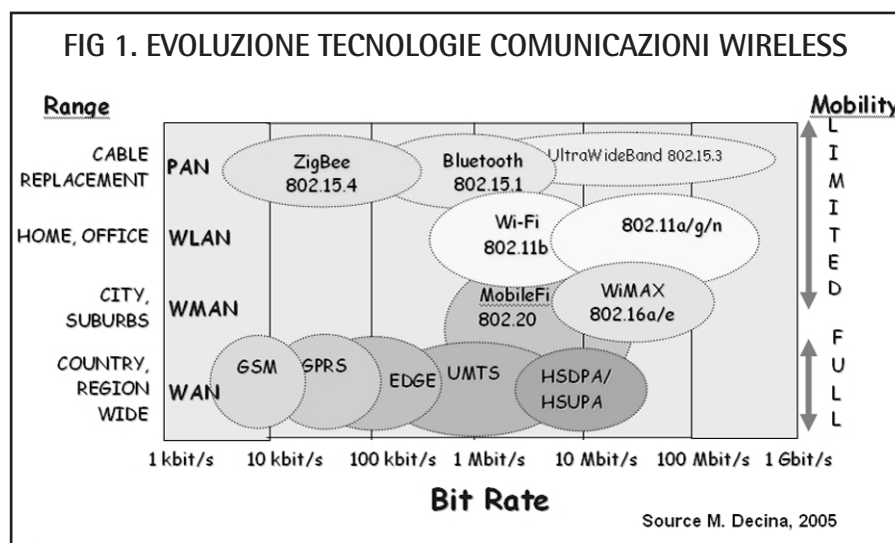 FIG 1. EVOLUZIONE TECNOLOGIE COMUNICAZIONI WIRELESS
Range
Mobility
CABLE
REPLACEMENT
PAN
ZigBee
802.15.4
Bluetooth
802.15.1
UltraWideBand 802.15.3
HOME, OFFICE
WLAN
Wi-Fi
802.11b
802.11a/g/n
CITY,
SUBURBS
WMAN
MobileFi
802.20
WiMAX
802.16a/e
COUNTRY,
REGION
WIDE
WAN
GSM
GPRS
EDGE
UMTS
HSDPA/
HSUPA
LIMITED
FULL
1 kbit/s 10 kbit/s 100 kbit/s 1 Mbit/s 10 Mbit/s 100 Mbit/s 1 Gbit/s
Bit Rate
Source M. Decina, 2005